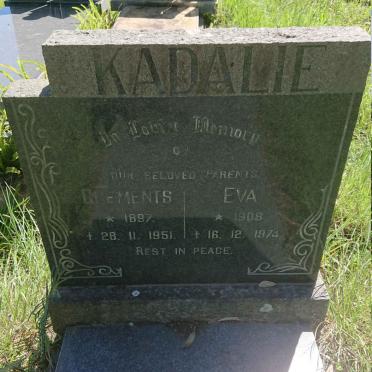 KADALIE
In Loving Memory
OF
OUR BELOVED PARENTS
CLEMENTS EVA
* 1897 * 1908
+ 28. 11. 1951. + 16. 12. 1974.
REST IN PEACE.